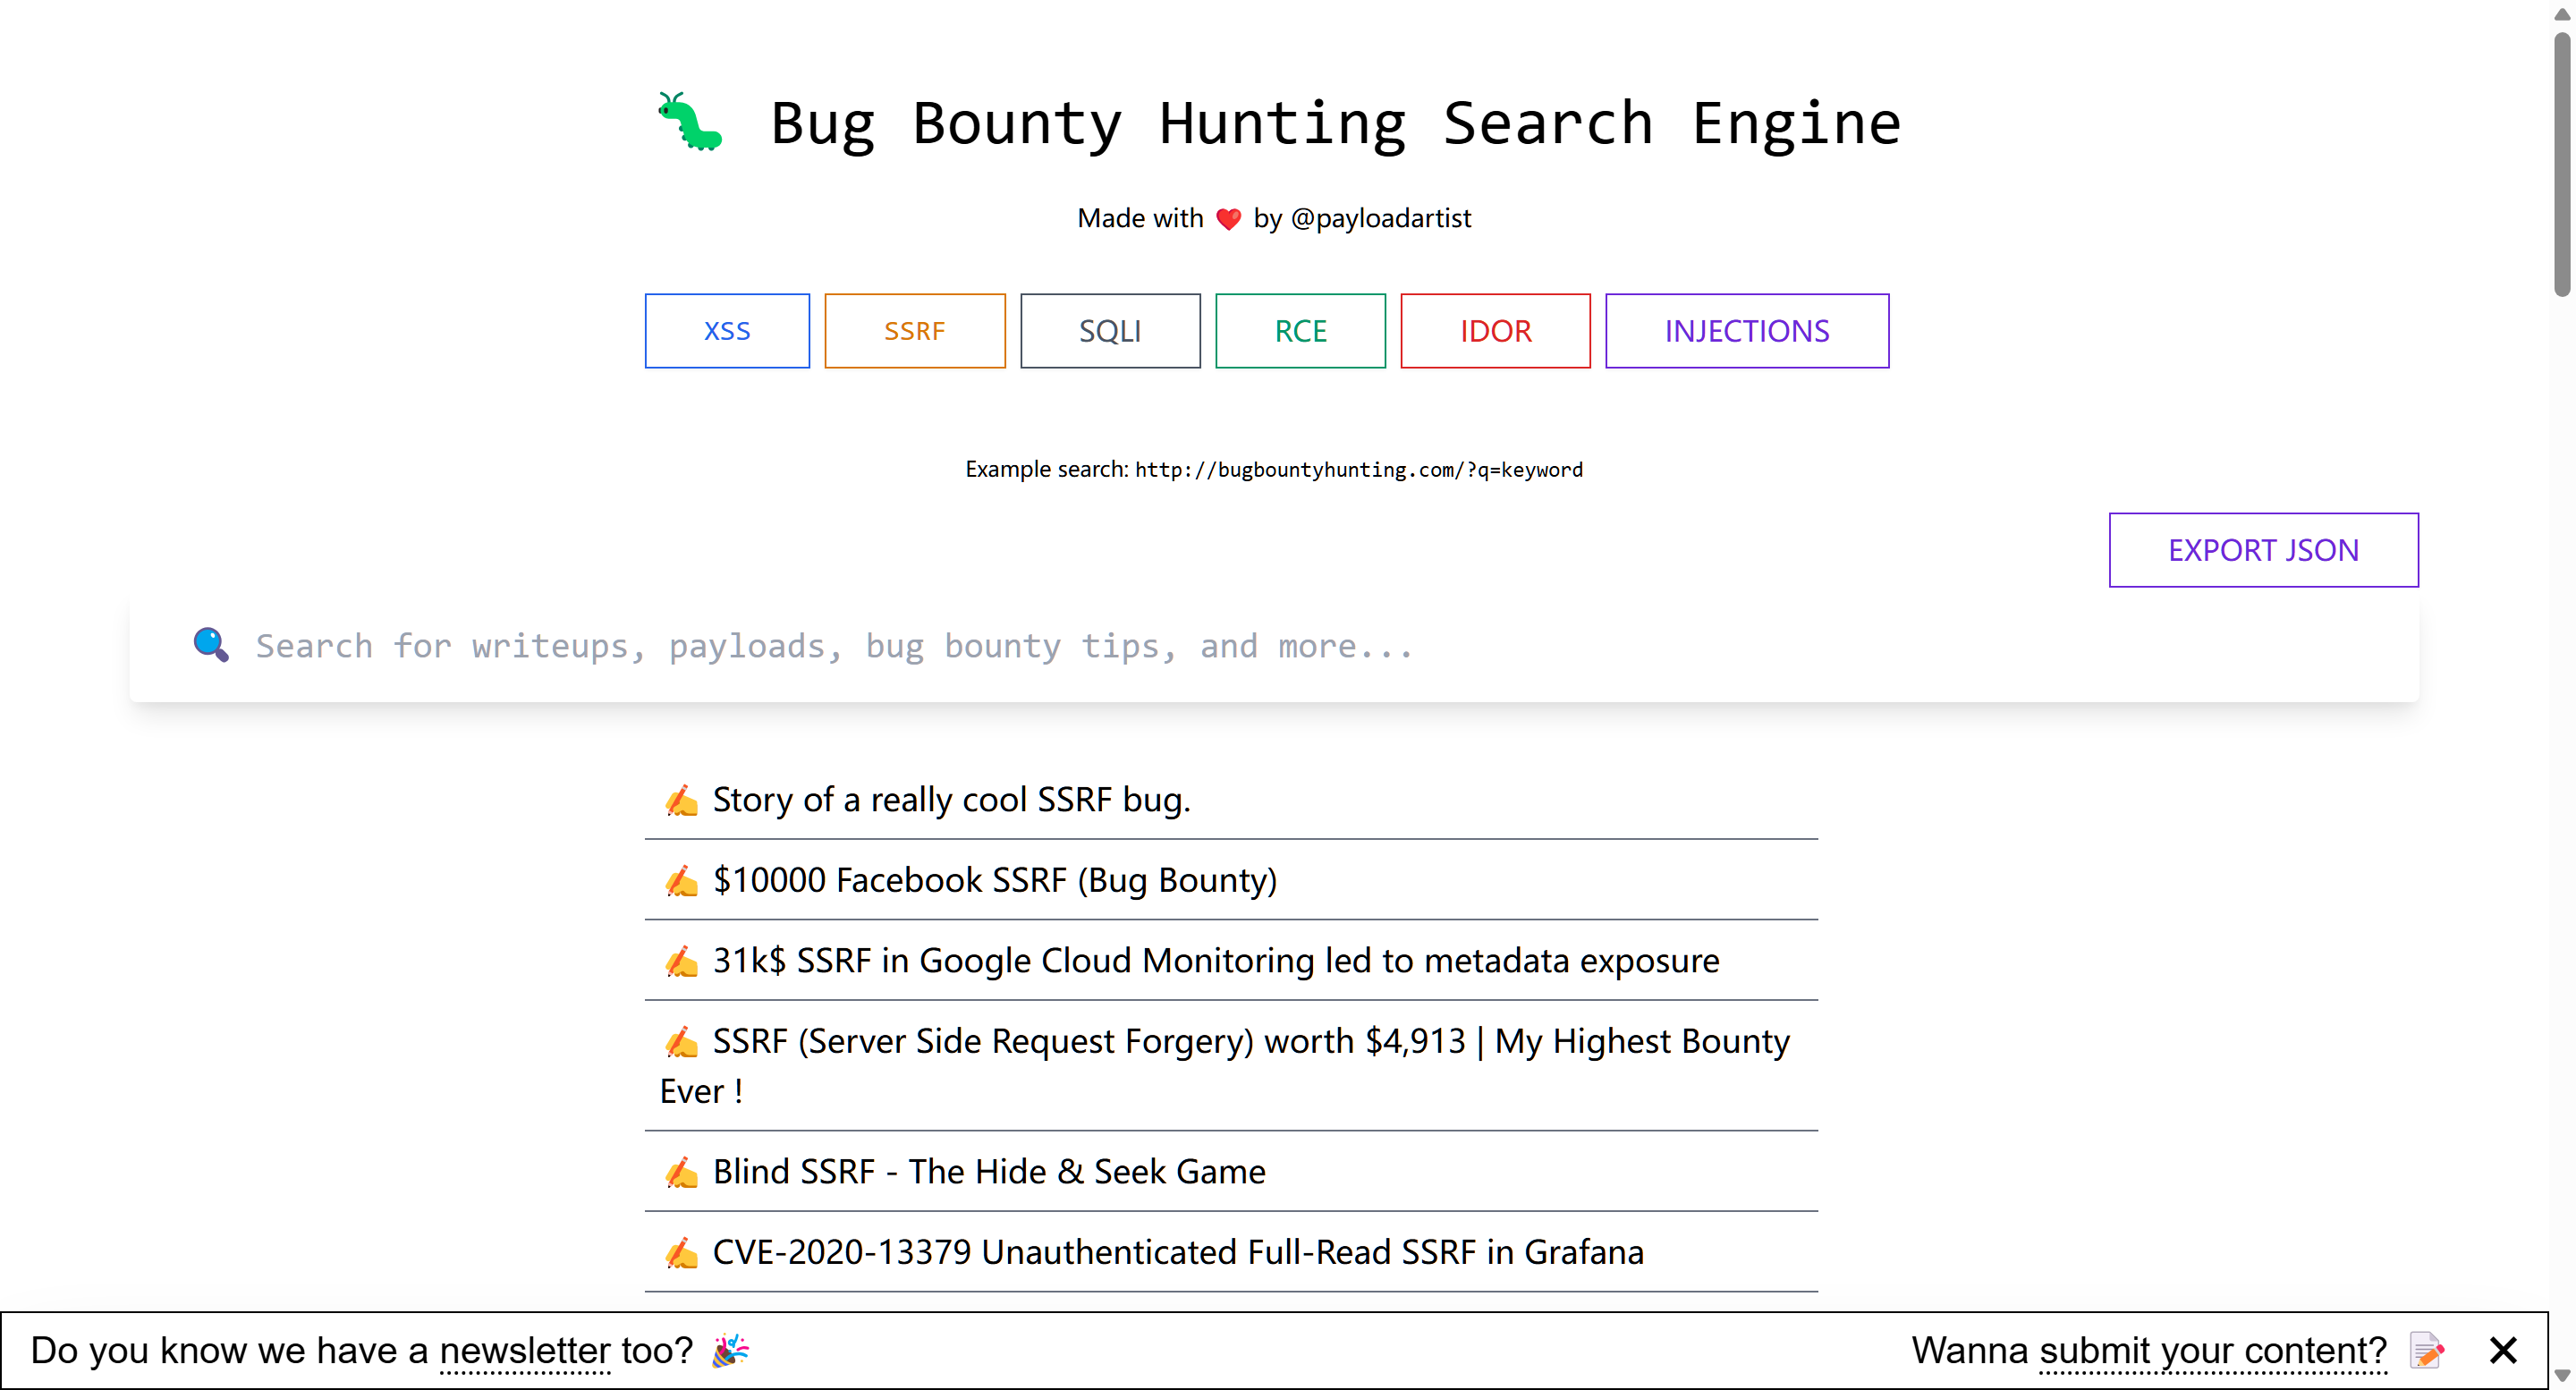 Bug Bounty Hunting Search Engine
Made with ❤️ by @payloadartist
XSS
SSRF
SQLI
RCE
IDOR
INJECTIONS
Example search: http://bugbountyhunting.com/?q=keyword
EXPORT JSON
Search for writeups, payloads, bug bounty tips, and more...
Story of a really cool SSRF bug.
$10000 Facebook SSRF (Bug Bounty)
31k$ SSRF in Google Cloud Monitoring led to metadata exposure
SSRF (Server Side Request Forgery) worth $4,913 | My Highest Bounty
Ever !
Blind SSRF - The Hide & Seek Game
CVE-2020-13379 Unauthenticated Full-Read SSRF in Grafana
Do you know we have a newsletter too? 🎉
Wanna submit your content? 📝 ✕